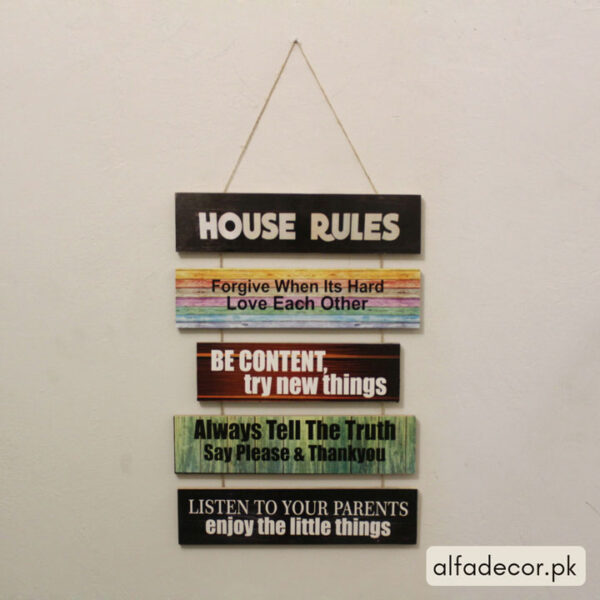 HOUSE RULES
Forgive When Its Hard
Love Each Other
BE CONTENT,
try new things
Always Tell The Truth
Say Please & Thankyou
LISTEN TO YOUR PARENTS
enjoy the little things
alfadecor.pk